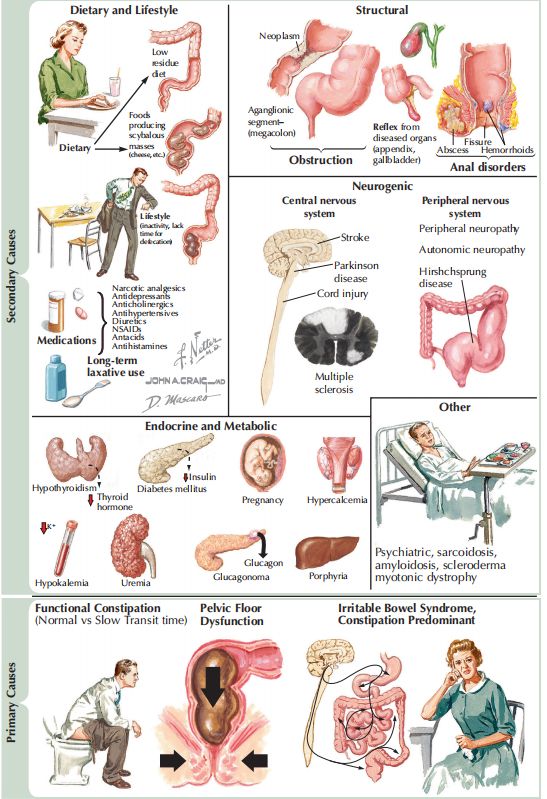 Secondary Causes
Dietary and Lifestyle
Low
residue
diet
Dietary
Foods
producing
scybalous
masses
(cheese, etc.)
Lifestyle
(inactivity, lack
time for
defecation)
Medications
Narcotic analgesics
Antidepressants
Anticholinergics
Antihypertensives
Diuretics
NSAIDs
Antacids
Antihistamines
Long-term
laxative use
F. Netter
M.D.
JOHN A. CRAIG MD
D. Mascaro
Structural
Neoplasm
Aganglionic
segment–
(megacolon)
Obstruction
Reflex from
diseased organs
(appendix,
gallbladder)
Abscess
Fissure
Hemorrhoids
Anal disorders
Neurogenic
Central nervous
system
Stroke
Parkinson
disease
Cord injury
Multiple
sclerosis
Peripheral nervous
system
Peripheral neuropathy
Autonomic neuropathy
Hirshchsprung
disease
Endocrine and Metabolic
Hypothyroidism
Thyroid
hormone
Insulin
Diabetes mellitus
Pregnancy
Hypercalcemia
K+
Hypokalemia
Uremia
Glucagon
Glucagonoma
Porphyria
Other
Psychiatric, sarcoidosis,
amyloidosis, scleroderma
myotonic dystrophy
Primary Causes
Functional Constipation
(Normal vs Slow Transit time)
Pelvic Floor
Dysfunction
Irritable Bowel Syndrome,
Constipation Predominant